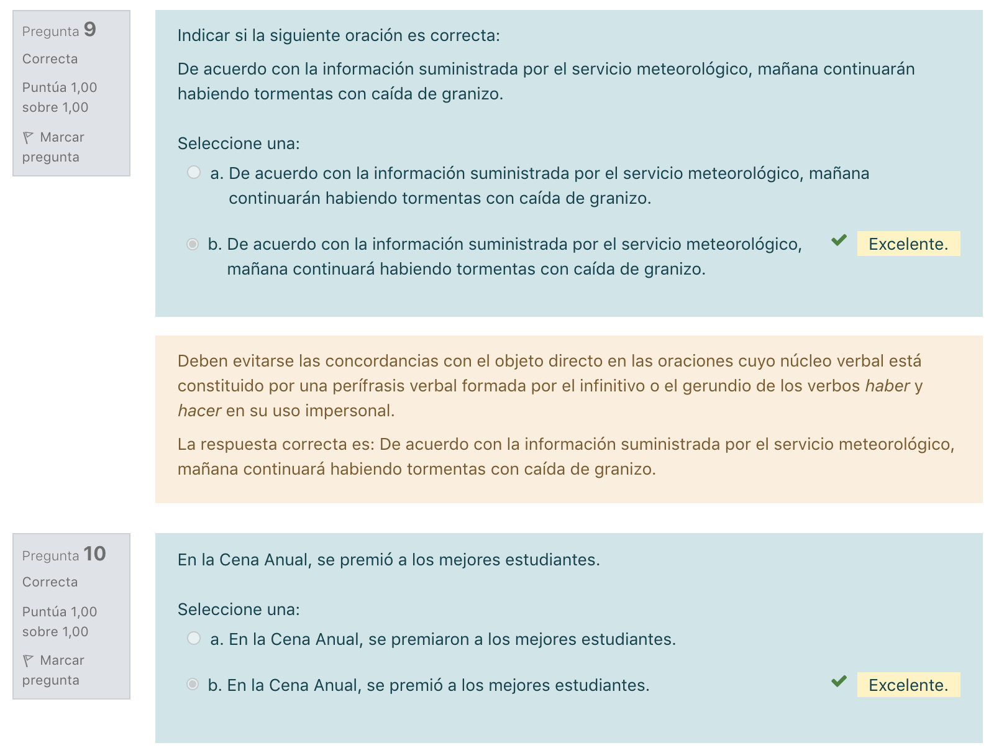 Pregunta 9
Correcta
Puntúa 1,00
sobre 1,00
Marcar
pregunta
Indicar si la siguiente oración es correcta:
De acuerdo con la información suministrada por el servicio meteorológico, mañana continuarán
habiendo tormentas con caída de granizo.
Seleccione una:
a. De acuerdo con la información suministrada por el servicio meteorológico, mañana
continuarán habiendo tormentas con caída de granizo.
b. De acuerdo con la información suministrada por el servicio meteorológico,
mañana continuará habiendo tormentas con caída de granizo.
Excelente.
Deben evitarse las concordancias con el objeto directo en las oraciones cuyo núcleo verbal está
constituido por una perífrasis verbal formada por el infinitivo o el gerundio de los verbos haber y
hacer en su uso impersonal.
La respuesta correcta es: De acuerdo con la información suministrada por el servicio meteorológico,
mañana continuará habiendo tormentas con caída de granizo.
Pregunta 10
Correcta
Puntúa 1,00
sobre 1,00
Marcar
pregunta
En la Cena Anual, se premió a los mejores estudiantes.
Seleccione una:
a. En la Cena Anual, se premiaron a los mejores estudiantes.
b. En la Cena Anual, se premió a los mejores estudiantes.
Excelente.